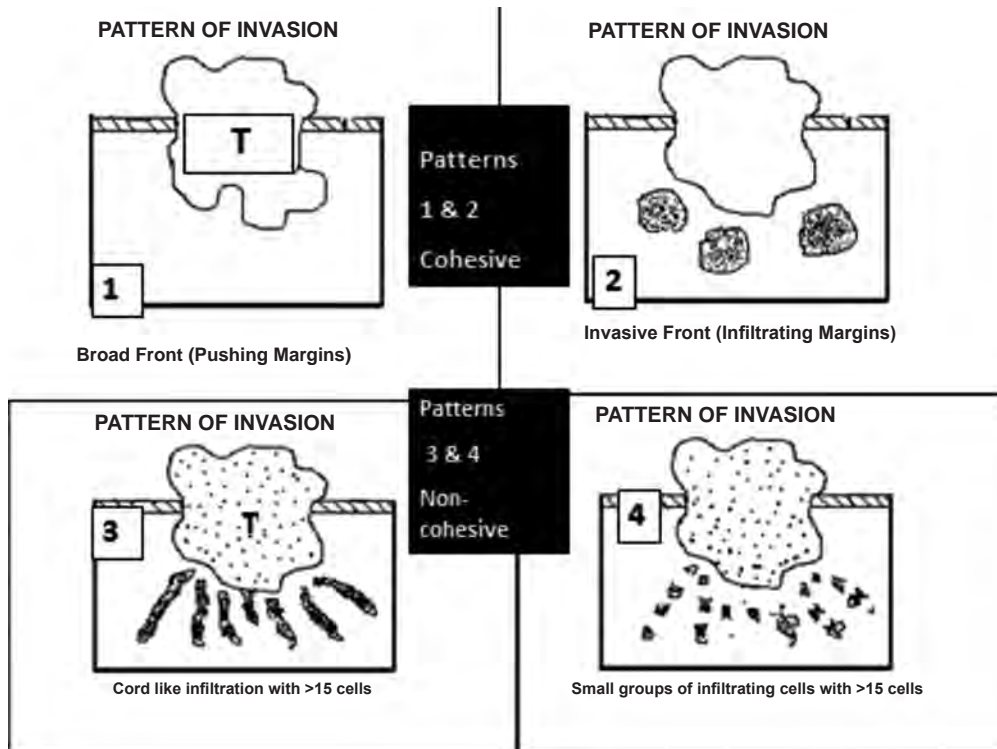 PATTERN OF INVASION
T
1
Broad Front (Pushing Margins)
Patterns
1 & 2
Cohesive
PATTERN OF INVASION
2
Invasive Front (Infiltrating Margins)
PATTERN OF INVASION
3
T
Cord like infiltration with >15 cells
Patterns
3 & 4
Non-
cohesive
PATTERN OF INVASION
4
Small groups of infiltrating cells with >15 cells